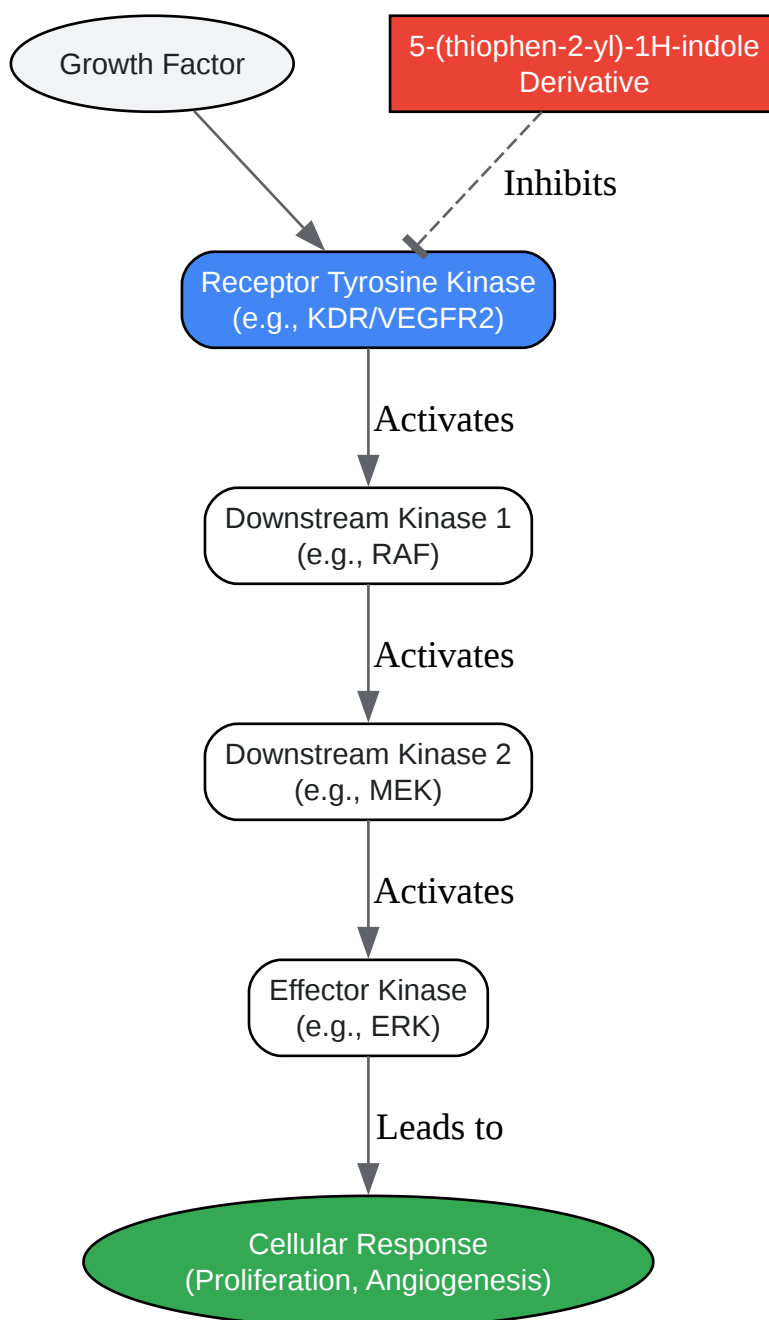 Growth Factor
5-(thiophen-2-yl)-1H-indole
Derivative
Inhibits
Receptor Tyrosine Kinase
(e.g., KDR/VEGFR2)
Activates
Downstream Kinase 1
(e.g., RAF)
Activates
Downstream Kinase 2
(e.g., MEK)
Activates
Effector Kinase
(e.g., ERK)
Leads to
Cellular Response
(Proliferation, Angiogenesis)